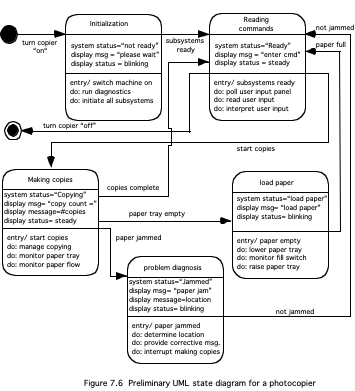 Initialization
system status="not ready"
display msg = "please wait"
display status = blinking
entry/ switch machine on
do: run diagnostics
do: initiate all subsystems
turn copier
"on"
subsystems
ready
Reading
commands
system status="Ready"
display msg = "enter cmd"
display status = steady
entry/ subsystems ready
do: poll user input panel
do: read user input
do: interpret user input
not jammed
paper full
turn copier "off"
start copies
Making copies
system status="Copying"
display msg= "copy count ="
display message=#copies
display status= steady
entry/ start copies
do: manage copying
do: monitor paper tray
do: monitor paper flow
copies complete
paper tray empty
paper jammed
load paper
system status="load paper"
display msg= "load paper"
display status= blinking
entry/ paper empty
do: lower paper tray
do: monitor fill switch
do: raise paper tray
problem diagnosis
system status="Jammed"
display msg = "paper jam"
display message=location
display status= blinking
entry/ paper jammed
do: determine location
do: provide corrective msg.
do: interrupt making copies
not jammed
Figure 7.6 Preliminary UML state diagram for a photocopier